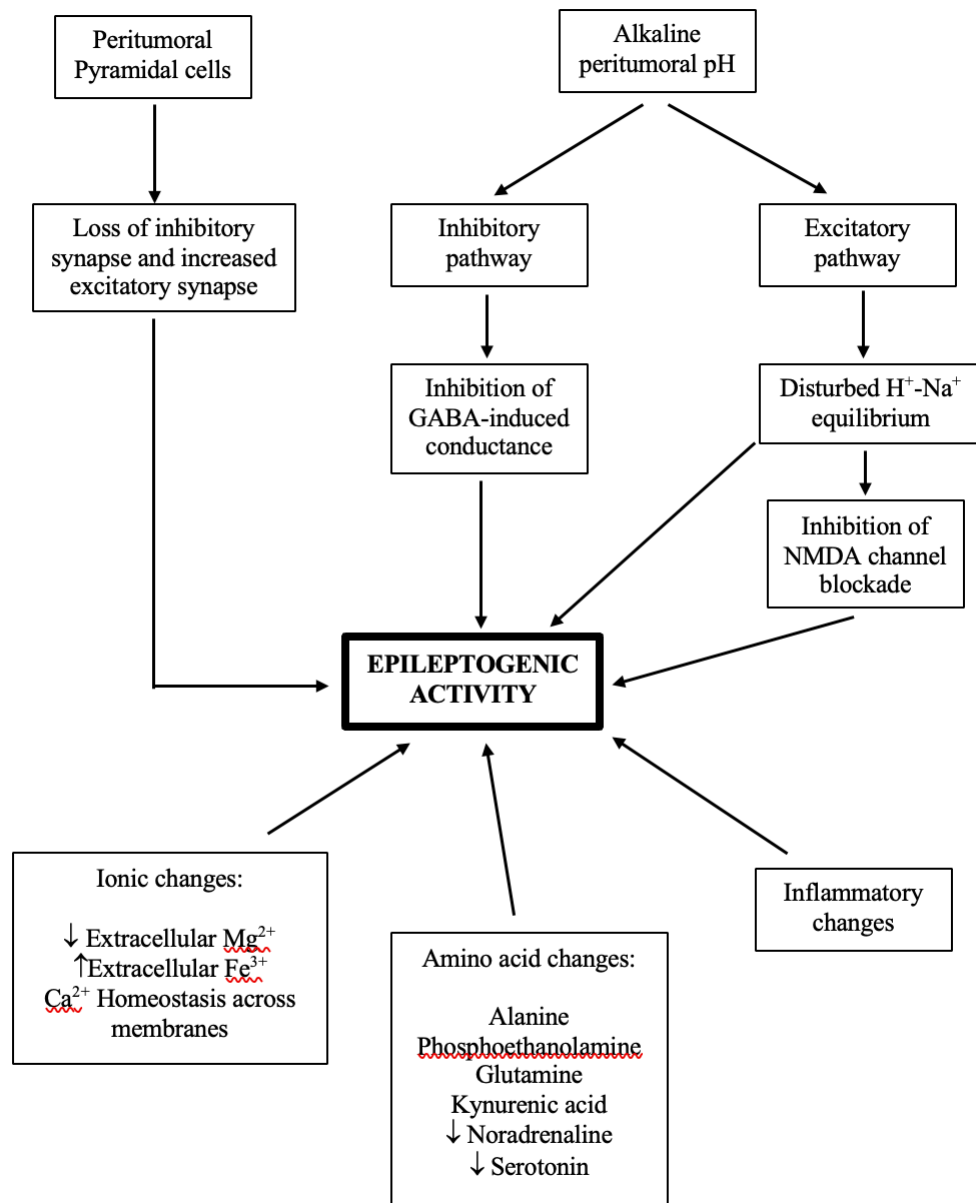 Peritumoral
Pyramidal cells
Alkaline
peritumoral pH
Loss of inhibitory
synapse and increased
excitatory synapse
Inhibitory
pathway
Excitatory
pathway
Inhibition of
GABA-induced
conductance
Disturbed H⁺-Na⁺
equilibrium
Inhibition of
NMDA channel
blockade
EPILEPTOGENIC
ACTIVITY
Ionic changes:
↓ Extracellular Mg²⁺
↑Extracellular Fe³⁺
Ca²⁺ Homeostasis across
membranes
Amino acid changes:
Alanine
Phosphoethanolamine
Glutamine
Kynurenic acid
↓ Noradrenaline
↓ Serotonin
Inflammatory
changes